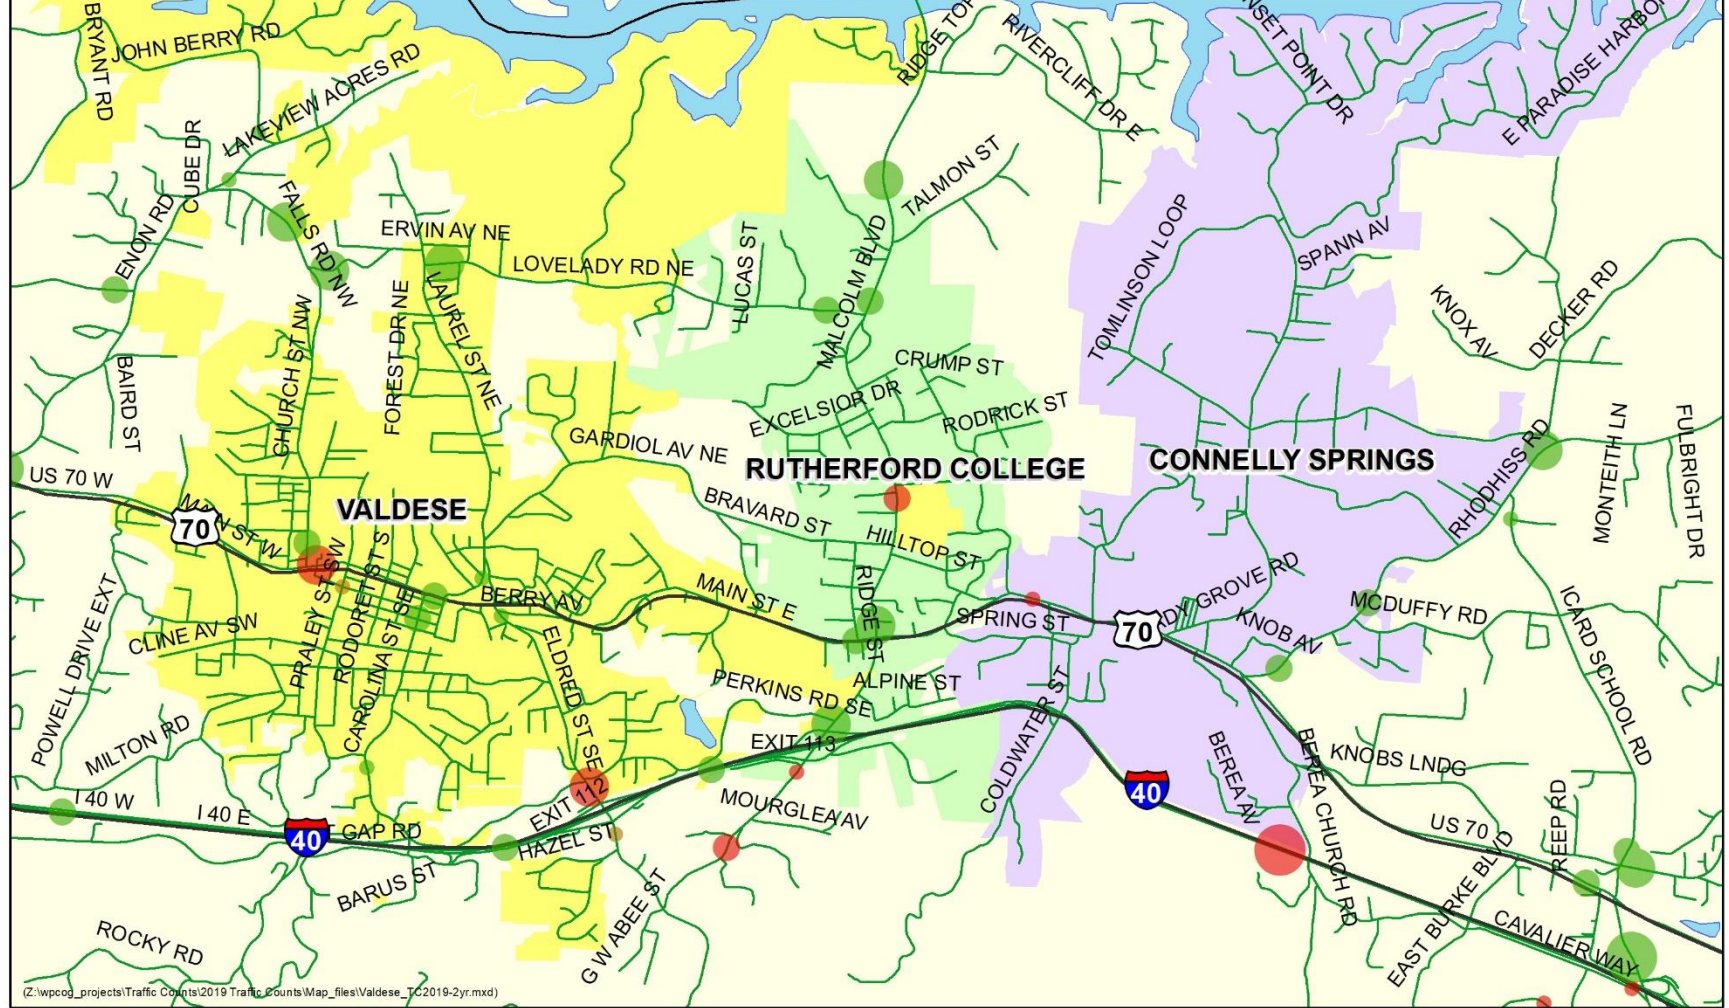 BRYANT RD
JOHN BERRY RD
LAKEVIEW ACRES RD
CUBE DR
ENON RD
FALLS RD NW
ERVIN AV NE
LOVELADY RD NE
LAUREL ST NE
FOREST DR NE
CHURCH ST NW
BAIRD ST
LUCAS ST
MALCOLM BLVD
TALMON ST
RIVERCLIFF DR E
E PARADISE HARBOR
TOMLINSON LOOP
SPANN AV
KNOX AV
DECKER RD
CRUMP ST
EXCELSIOR DR
RODRICK ST
GARDIOL AV NE
RUTHERFORD COLLEGE
CONNELLY SPRINGS
RHODHISS RD
MONTEITH LN
FULBRIGHT DR
US 70 W
VALDESE
70
MAIN ST W
BRAVARD ST
HILLTOP ST
PRALEY ST SW
RODORET ST S
CAROLINA ST SE
BERRY AV
MAIN ST E
RIDGE ST
SPRING ST
70
KNOB AV
MCDUFFY RD
ICARD SCHOOL RD
CLINE AV SW
POWELL DRIVE EXT
MILTON RD
ELDRED ST SE
PERKINS RD SE
ALPINE ST
COLDWATER ST
EXIT 113
BEREA AV
BEREA CHURCH RD
KNOBS LNDG
I 40 W
I 40 E
40
GAP RD
EXIT 112
HAZEL ST
MOURGLEA AV
40
US 70
REEP RD
BARUS ST
G W ABEE ST
EAST BURKE BLVD
CAVALIER WAY
ROCKY RD
(Z:\wpcog_projects\Traffic Counts\2019 Traffic Counts\Map_files\Valdese_TC2019-2yr.mxd)